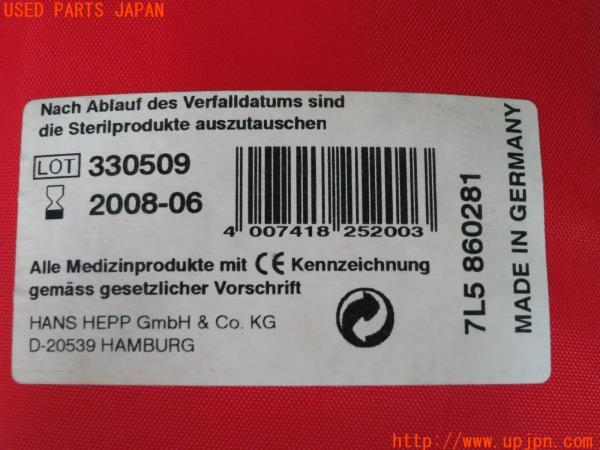 USED PARTS JAPAN
Nach Ablauf des Verfalldatums sind
die Sterilprodukte auszutauschen
LOT 330509
2008-06
4 007418 252003
Alle Medizinprodukte mit CE Kennzeichnung
gemäss gesetzlicher Vorschrift
HANS HEPP GmbH & Co. KG
D-20539 HAMBURG
7L5 860281
MADE IN GERMANY
http://www.upjpn.com/